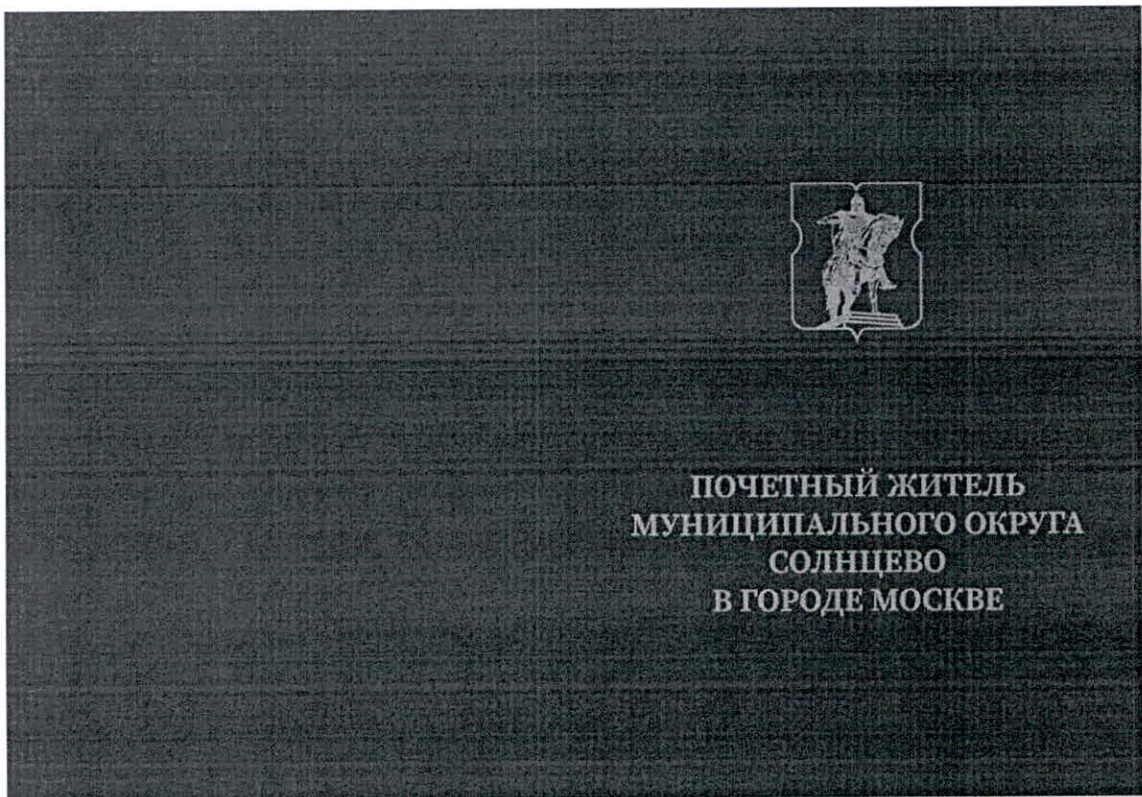 ПОЧЕТНЫЙ ЖИТЕЛЬ
МУНИЦИПАЛЬНОГО ОКРУГА
СОЛНЦЕВО
В ГОРОДЕ МОСКВЕ